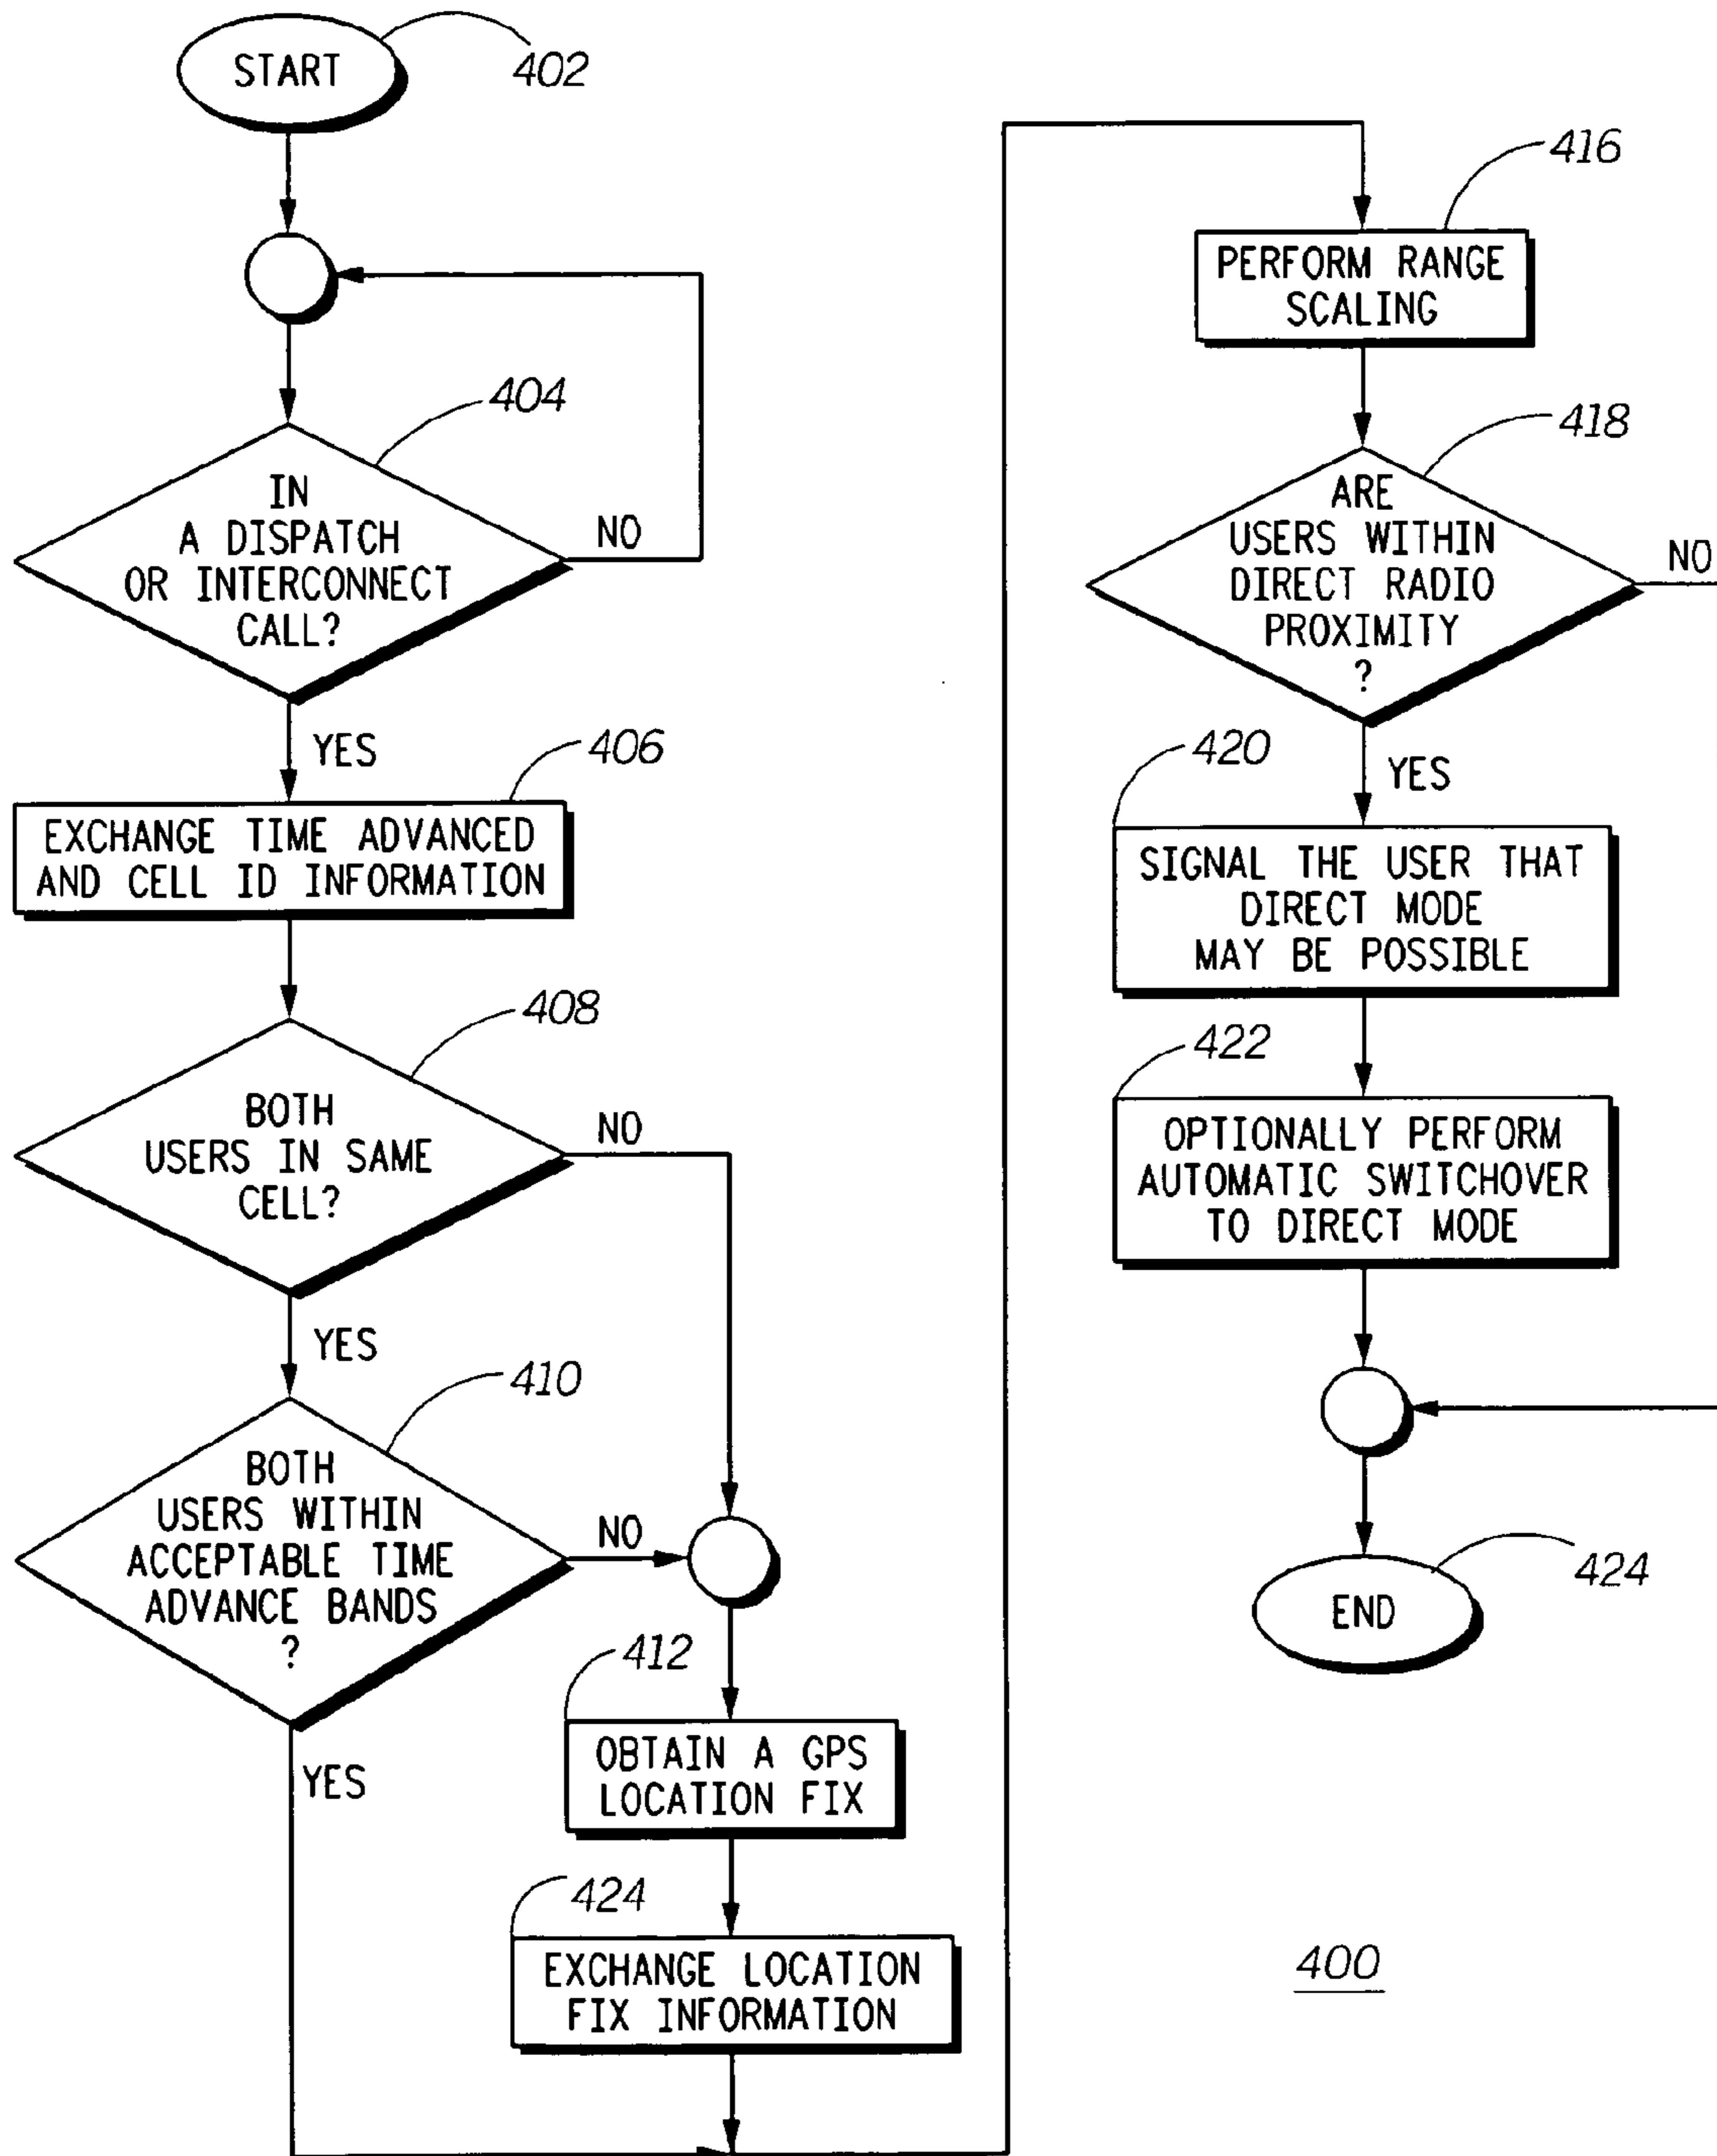 START
402
404
IN
A DISPATCH
OR INTERCONNECT
CALL?
NO
YES
406
EXCHANGE TIME ADVANCED
AND CELL ID INFORMATION
408
BOTH
USERS IN SAME
CELL?
NO
YES
410
BOTH
USERS WITHIN
ACCEPTABLE TIME
ADVANCE BANDS
?
NO
YES
412
OBTAIN A GPS
LOCATION FIX
424
EXCHANGE LOCATION
FIX INFORMATION
416
PERFORM RANGE
SCALING
418
ARE
USERS WITHIN
DIRECT RADIO
PROXIMITY
?
NO
YES
420
SIGNAL THE USER THAT
DIRECT MODE
MAY BE POSSIBLE
422
OPTIONALLY PERFORM
AUTOMATIC SWITCHOVER
TO DIRECT MODE
424
END
400